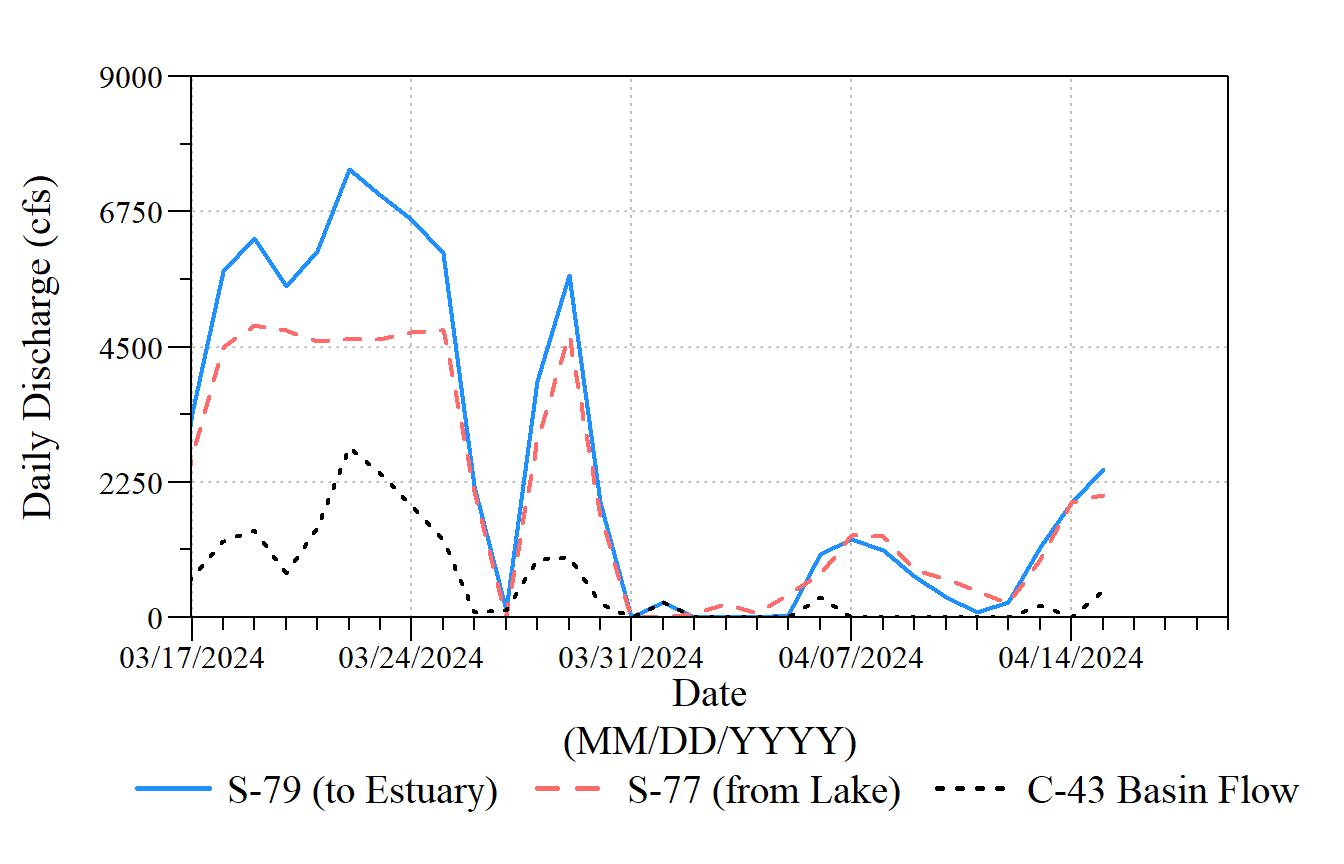 Daily Discharge (cfs)
9000
6750
4500
2250
0
03/17/2024 03/24/2024 03/31/2024 04/07/2024 04/14/2024
Date
(MM/DD/YYYY)
S-79 (to Estuary) S-77 (from Lake) C-43 Basin Flow